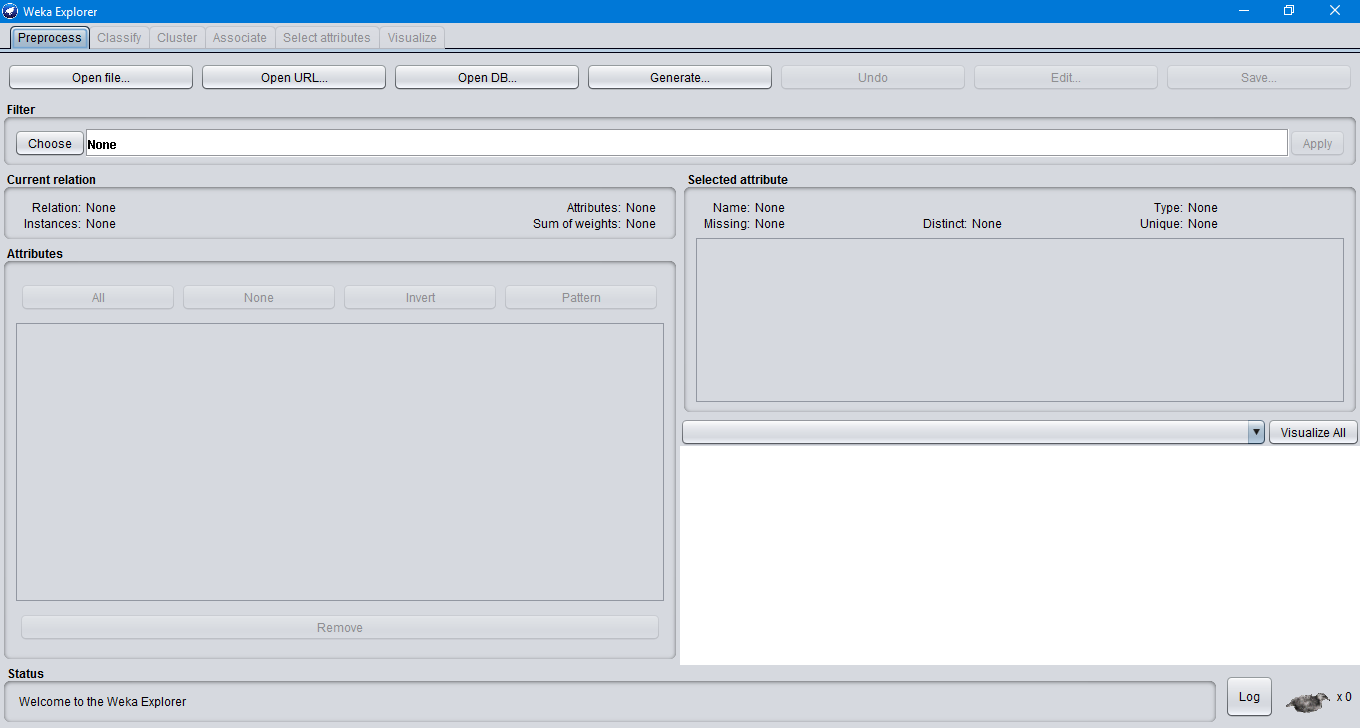 Weka Explorer
Preprocess Classify Cluster Associate Select attributes Visualize
Open file... Open URL... Open DB... Generate... Undo Edit... Save...
Filter
Choose None Apply
Current relation
Relation: None Attributes: None
Instances: None Sum of weights: None
Attributes
All None Invert Pattern
Remove
Selected attribute
Name: None Type: None
Missing: None Distinct: None Unique: None
Visualize All
Status
Welcome to the Weka Explorer
Log x 0